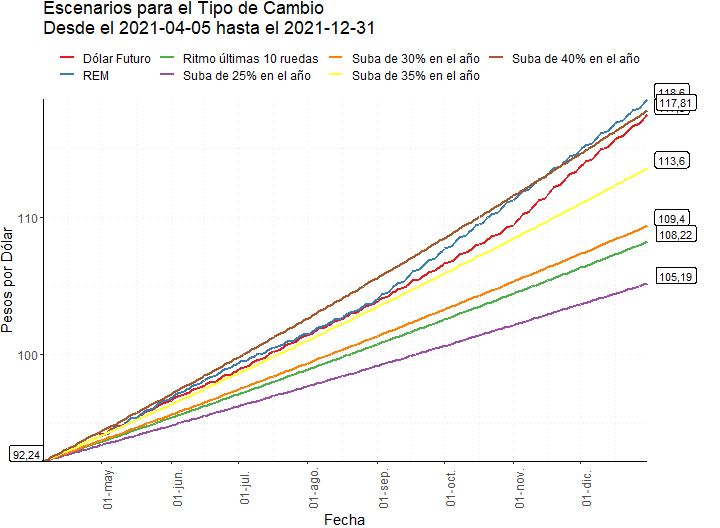 Escenarios para el Tipo de Cambio
Desde el 2021-04-05 hasta el 2021-12-31
Dólar Futuro
Ritmo últimas 10 ruedas
Suba de 30% en el año
Suba de 40% en el año
REM
Suba de 25% en el año
Suba de 35% en el año
118,6
117,81
113,6
110
109,4
108,22
105,19
100
92,24
Pesos por Dólar
01-may.
01-jun.
01-jul.
01-ago.
01-sep.
01-oct.
01-nov.
01-dic.
Fecha